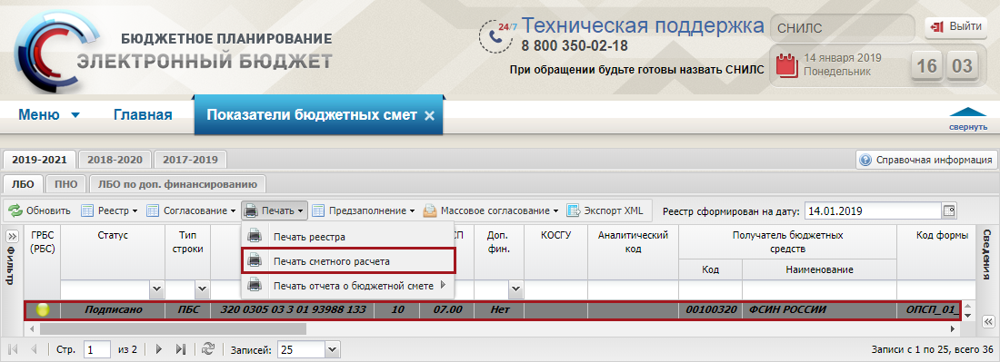 БЮДЖЕТНОЕ ПЛАНИРОВАНИЕ
ЭЛЕКТРОННЫЙ БЮДЖЕТ
24/7
Техническая поддержка
8 800 350-02-18
При обращении будьте готовы назвать СНИЛС
СНИЛС
Выйти
14 января 2019
Понедельник
16 03
Меню
Главная
Показатели бюджетных смет
свернуть
2019-2021
2018-2020
2017-2019
Справочная информация
ЛБО
ПНО
ЛБО по доп. финансированию
Обновить
Реестр
Согласование
Печать
Предзаполнение
Массовое согласование
Экспорт XML
Реестр сформирован на дату:
14.01.2019
Печать реестра
Печать сметного расчета
Печать отчета о бюджетной смете
Фильтр
ГРБС (РБС)
Статус
Тип строки
СП
Доп. фин.
КОСГУ
Аналитический код
Получатель бюджетных средств
Код
Наименование
Код формы
Сведения
Подписано
ПБС
320 0305 03 3 01 93988 133
10
07.00
Нет
00100320
ФСИН РОССИИ
ОПСП_01_
Стр.
1
из 2
Записей:
25
Записи с 1 по 25, всего 36